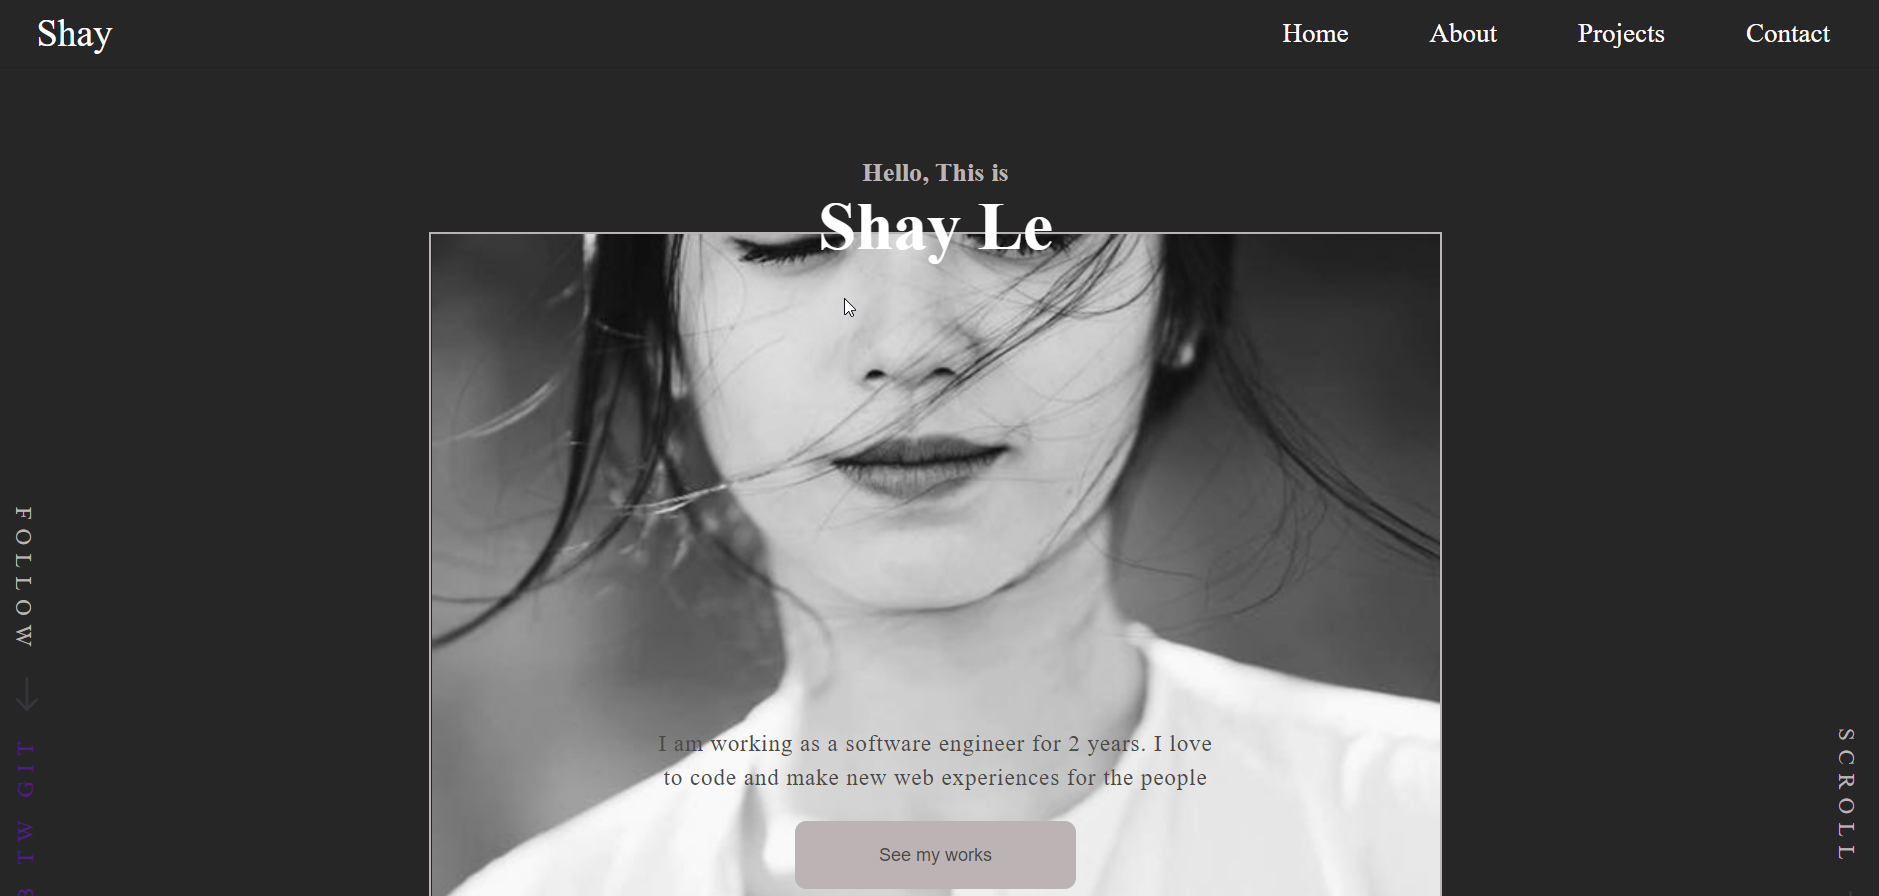 Shay
Home
About
Projects
Contact
Hello, This is
Shay Le
FOLLOW
GIT
TW
I am working as a software engineer for 2 years. I love
to code and make new web experiences for the people
See my works
SCROLL